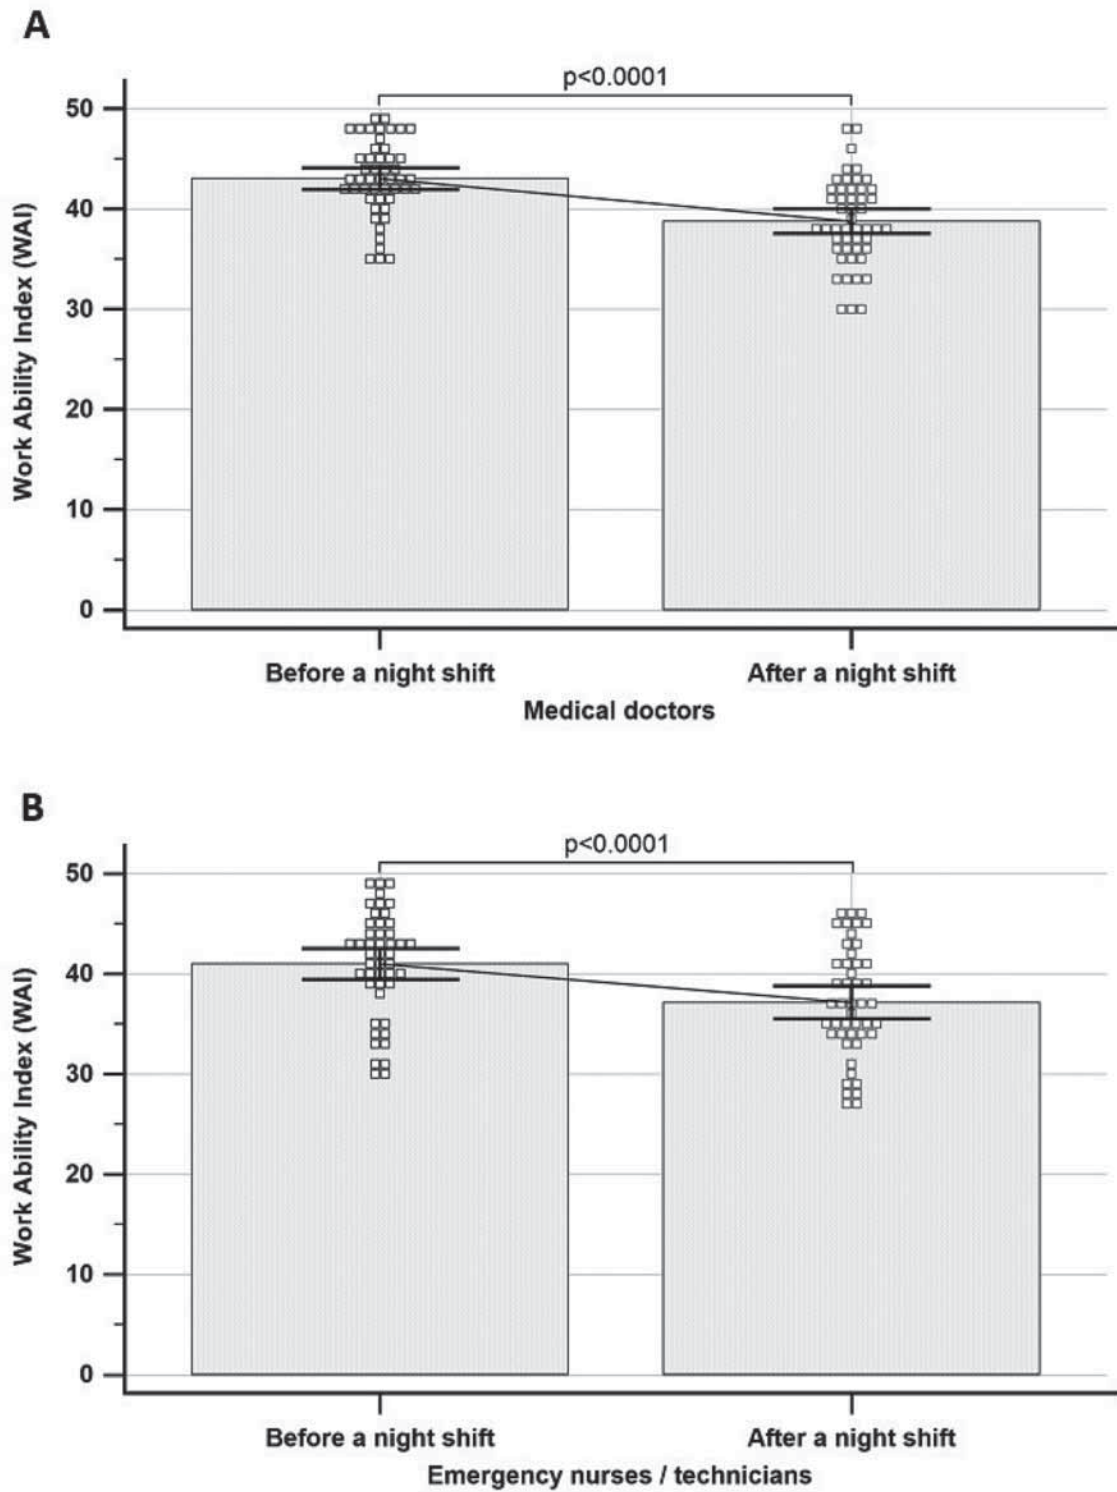 A
p<0.0001
50
40
30
20
10
0
Work Ability Index (WAI)
Before a night shift
After a night shift
Medical doctors
B
p<0.0001
50
40
30
20
10
0
Work Ability Index (WAI)
Before a night shift
After a night shift
Emergency nurses / technicians